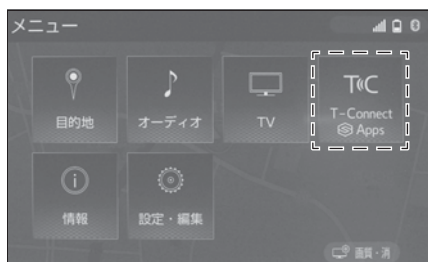 メニュー
目的地
オーディオ
TV
T«C
T-Connect
Apps
情報
設定・編集
画質・消